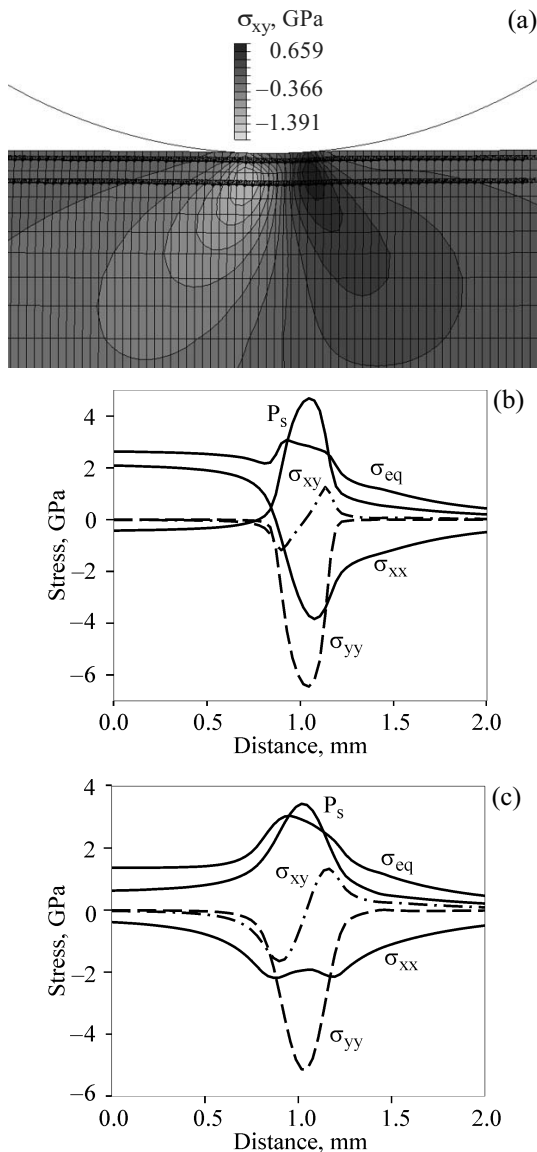 (a)
σxy, GPa
0.659
−0.366
−1.391
(b)
4
2
0
−2
−4
−6
Stress, GPa
Ps
σeq
σxy
σxx
σyy
0.0 0.5 1.0 1.5 2.0
Distance, mm
(c)
4
2
0
−2
−4
−6
Stress, GPa
Ps
σeq
σxy
σxx
σyy
0.0 0.5 1.0 1.5 2.0
Distance, mm